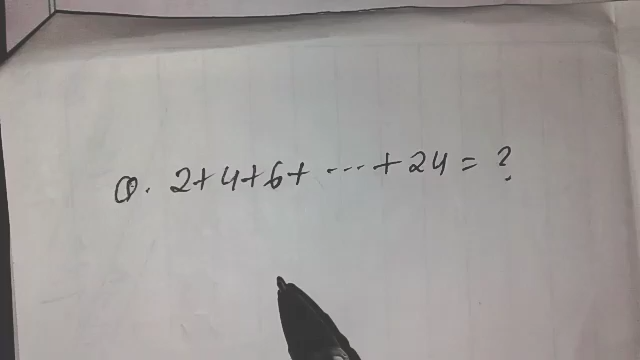 Q. 2+4+6+ ---- +24 = ?